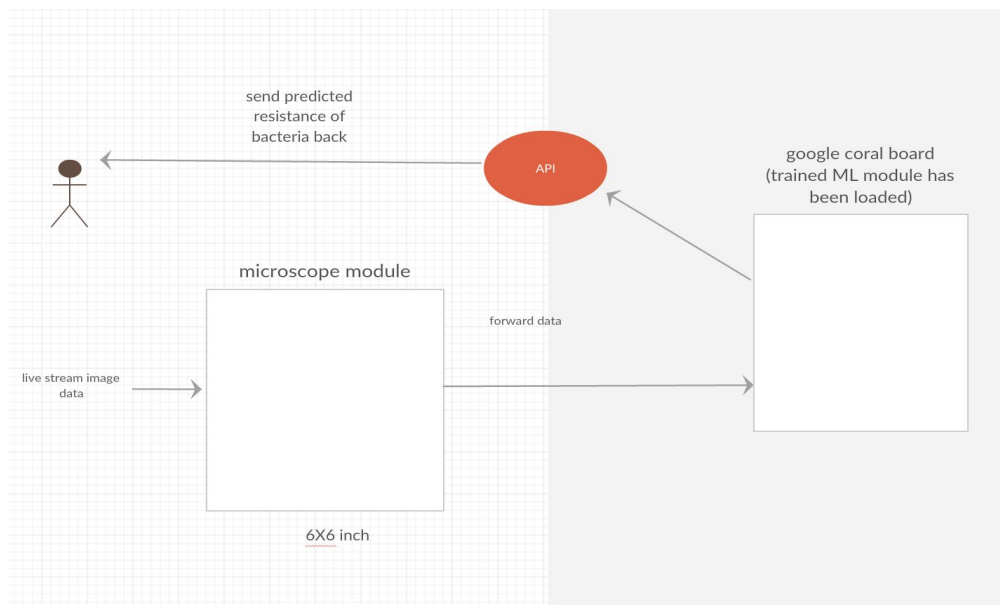 send predicted
resistance of
bacteria back
API
google coral board
(trained ML module has
been loaded)
microscope module
forward data
live stream image
data
6X6 inch